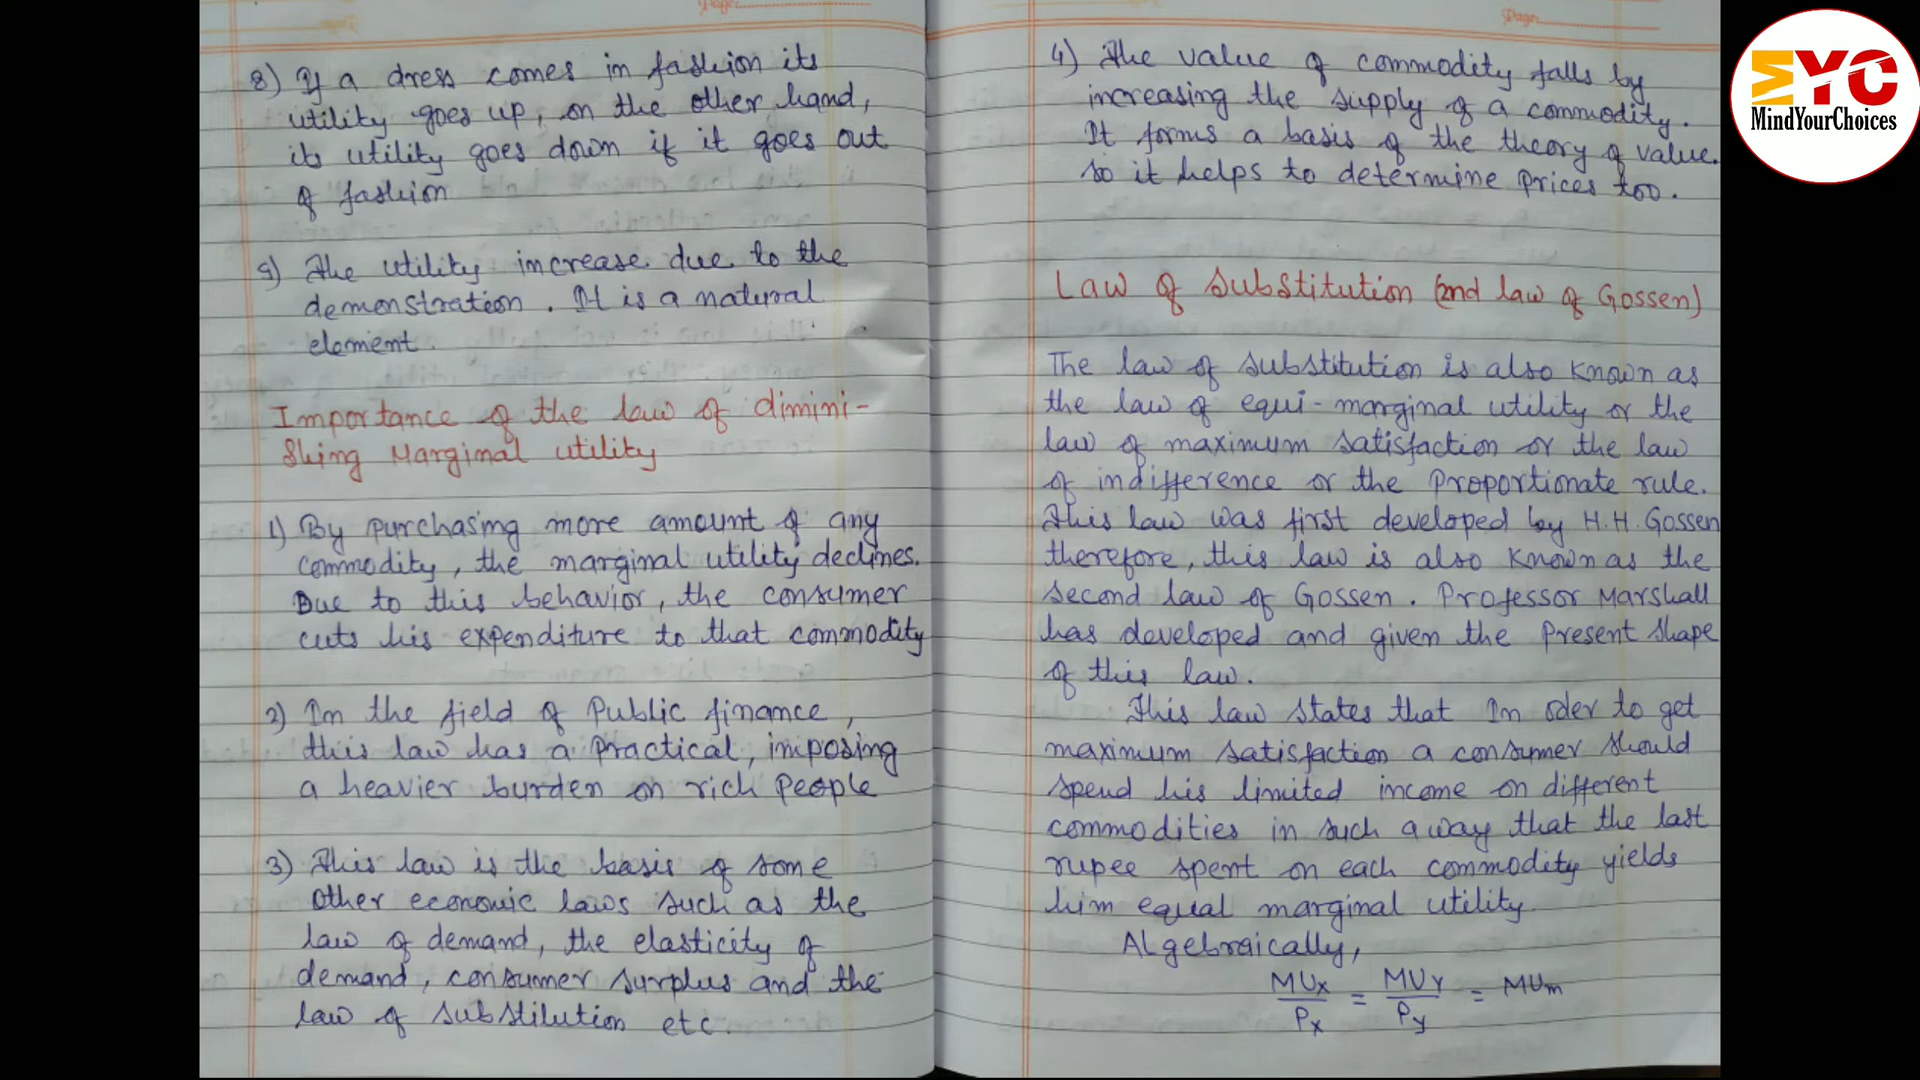 Page:
8) If a dress comes in fashion its
utility goes up, on the other hand,
its utility goes down if it goes out
of fashion
9) The utility increase due to the
demonstration. It is a natural
element.
Importance of the law of dimini-
shing Marginal utility
1) By purchasing more amount of any
commodity, the marginal utility declines.
Due to this behavior, the consumer
cuts his expenditure to that commodity
2) In the field of Public finance,
this law has a practical, imposing
a heavier burden on rich people
3) This law is the basis of some
other economic laws such as the
law of demand, the elasticity of
demand, consumer surplus and the
law of substilution etc.
Page:
4) The value of commodity falls by
increasing the supply of a commodity.
It forms a basis of the theory of value.
so it helps to determine prices too.
Law of Substitution (2nd law of Gossen)
The law of substitution is also known as
the law of equi-marginal utility or the
law of maximum satisfaction or the law
of indifference or the Proportionate rule.
This law was first developed by H.H. Gossen
therefore, this law is also known as the
second law of Gossen. Professor Marshall
has developed and given the Present shape
of this law.
This law states that In oder to get
maximum satisfaction a consumer should
spend his limited income on different
commodities in such a way that the last
rupee spent on each commodity yields
him equal marginal utility.
Algebraically,
MUx/Px = MUY/Py = MUm
MYC
MindYourChoices